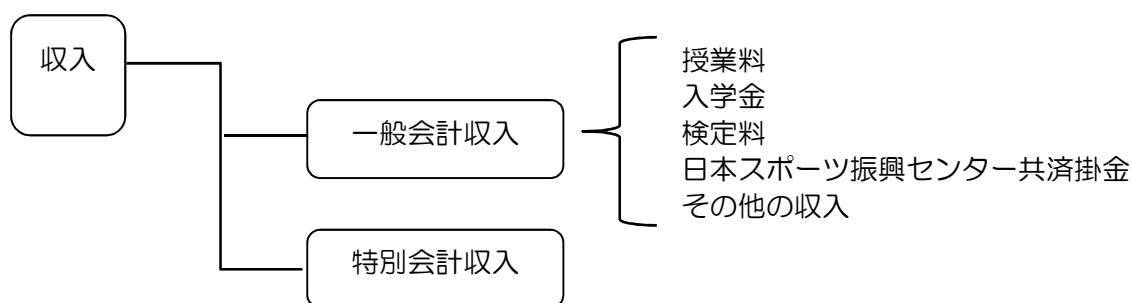 収入
一般会計収入
授業料
入学金
検定料
日本スポーツ振興センター共済掛金
その他の収入
特別会計収入